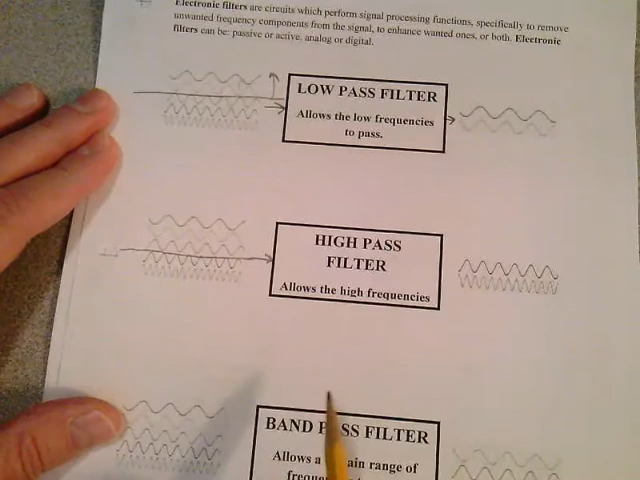 Electronic filters are circuits which perform signal processing functions, specifically to remove
unwanted frequency components from the signal, to enhance wanted ones, or both. Electronic
filters can be: passive or active, analog or digital.
LOW PASS FILTER
Allows the low frequencies
to pass.
HIGH PASS
FILTER
Allows the high frequencies
BAND PASS FILTER
Allows a range of